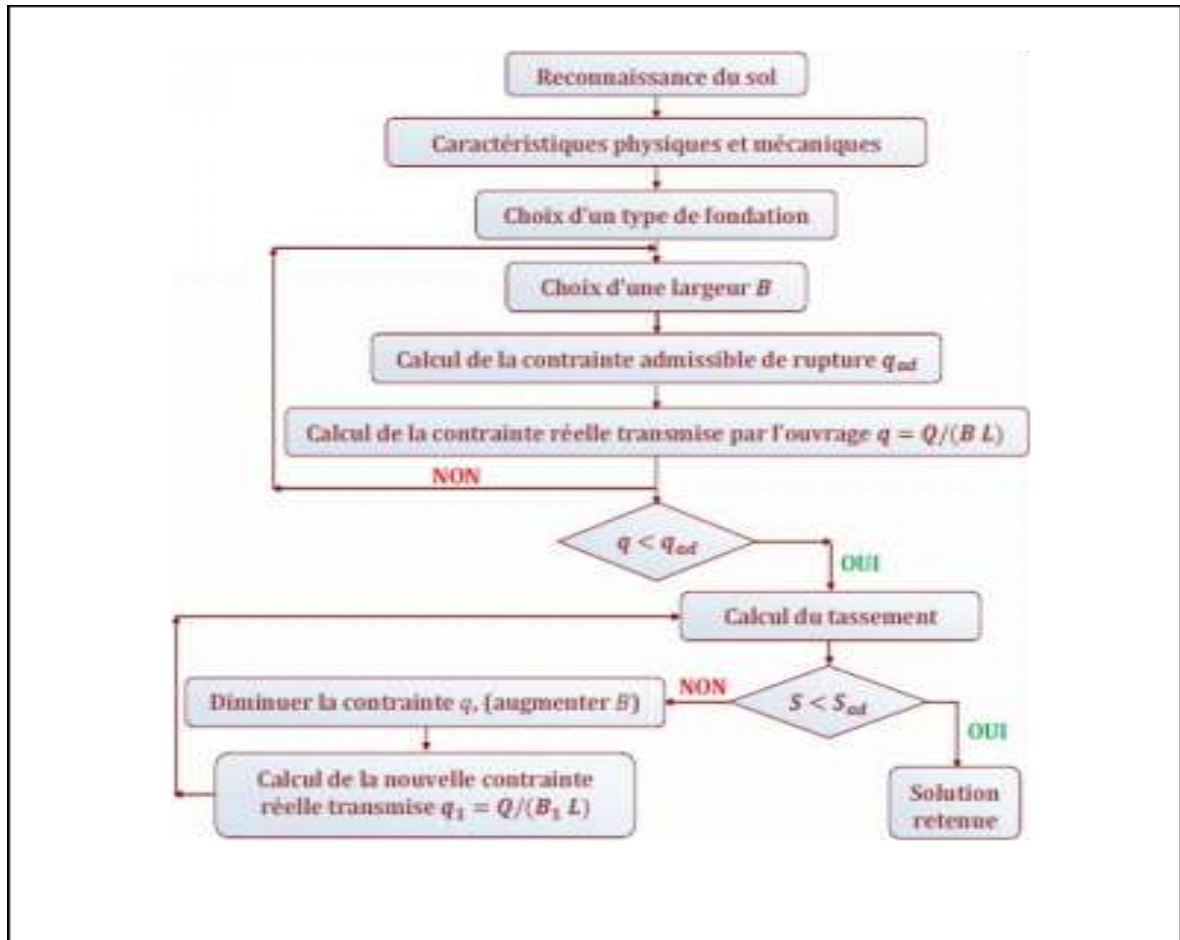 Reconnaissance du sol
Caractéristiques physiques et mécaniques
Choix d'un type de fondation
Choix d'une largeur B
Calcul de la contrainte admissible de rupture q_ad
Calcul de la contrainte réelle transmise par l'ouvrage q = Q/(B L)
NON
q < q_ad
OUI
Calcul du tassement
NON
Diminuer la contrainte q, (augmenter B)
S < S_ad
OUI
Calcul de la nouvelle contrainte
réelle transmise q₁ = Q/(B₁ L)
Solution
retenue